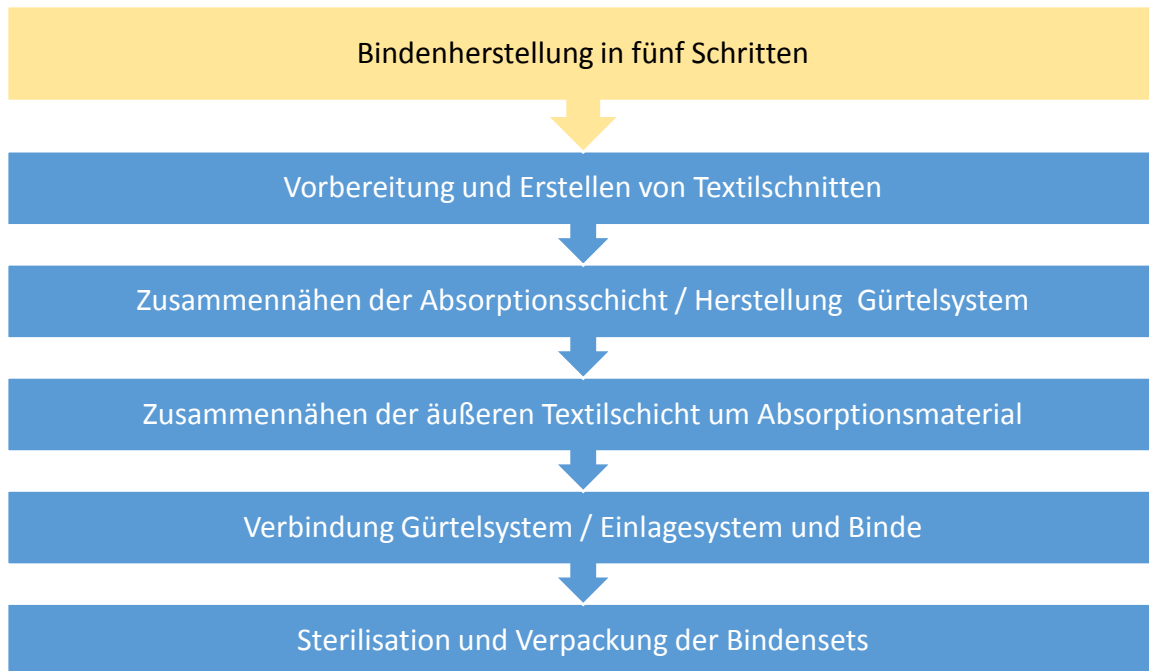 Bindenherstellung in fünf Schritten
Vorbereitung und Erstellen von Textilschnitten
Zusammennähen der Absorptionsschicht / Herstellung Gürtelsystem
Zusammennähen der äußeren Textilschicht um Absorptionsmaterial
Verbindung Gürtelsystem / Einlagesystem und Binde
Sterilisation und Verpackung der Bindensets